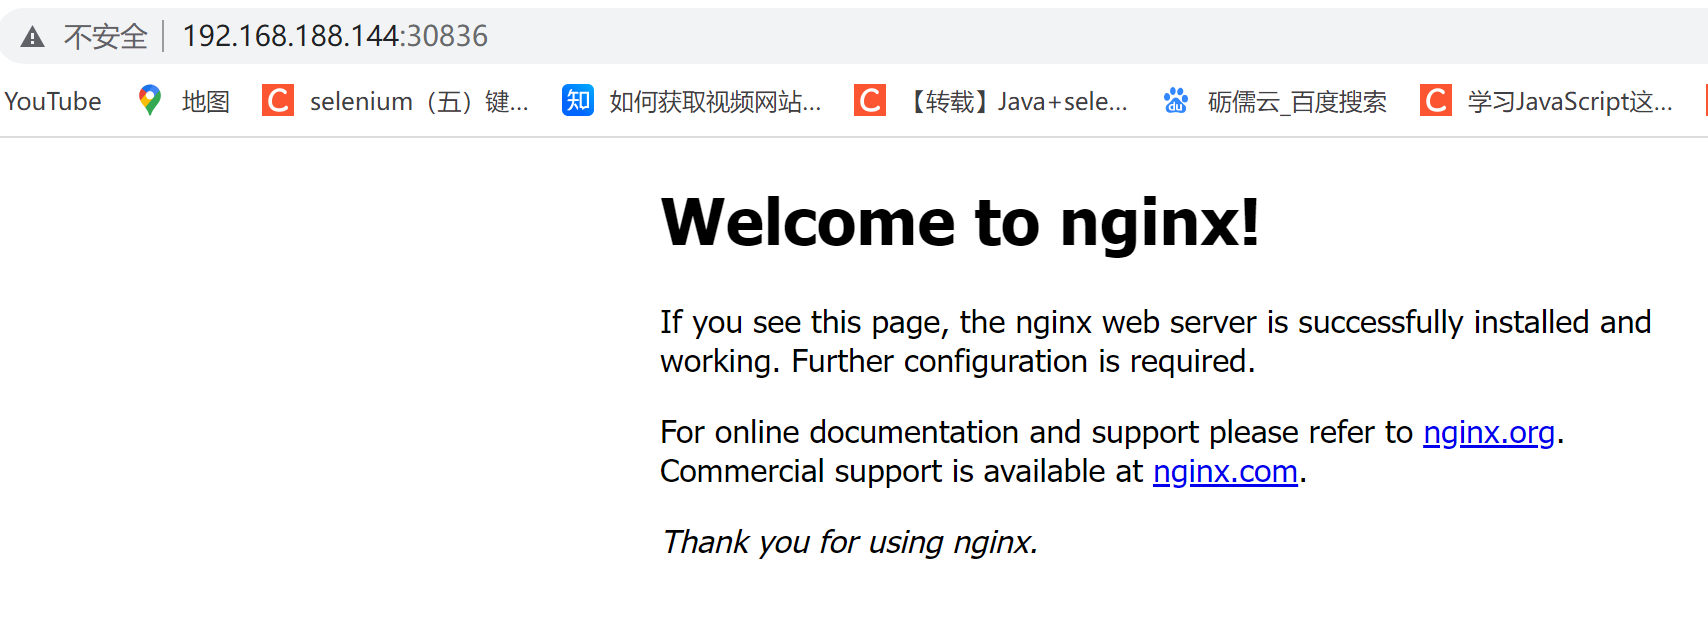 不安全 192.168.188.144:30836
YouTube 地图 C selenium（五）键... 知 如何获取视频网站... C 【转载】Java+sele... du 砺儒云_百度搜索 C 学习JavaScript这...
Welcome to nginx!
If you see this page, the nginx web server is successfully installed and
working. Further configuration is required.
For online documentation and support please refer to nginx.org.
Commercial support is available at nginx.com.
Thank you for using nginx.